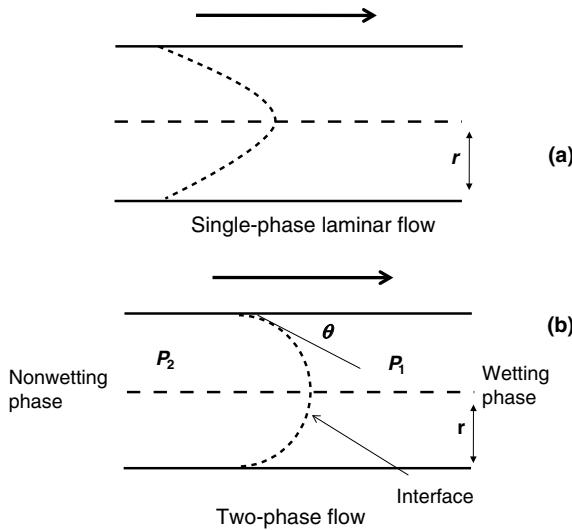 r
(a)
Single-phase laminar flow
(b)
θ
P2
P1
Nonwetting
phase
Wetting
phase
r
Interface
Two-phase flow